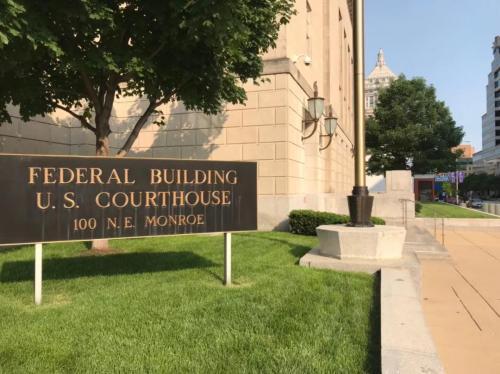 FEDERAL BUILDING
U.S. COURTHOUSE
100 N.E. MONROE